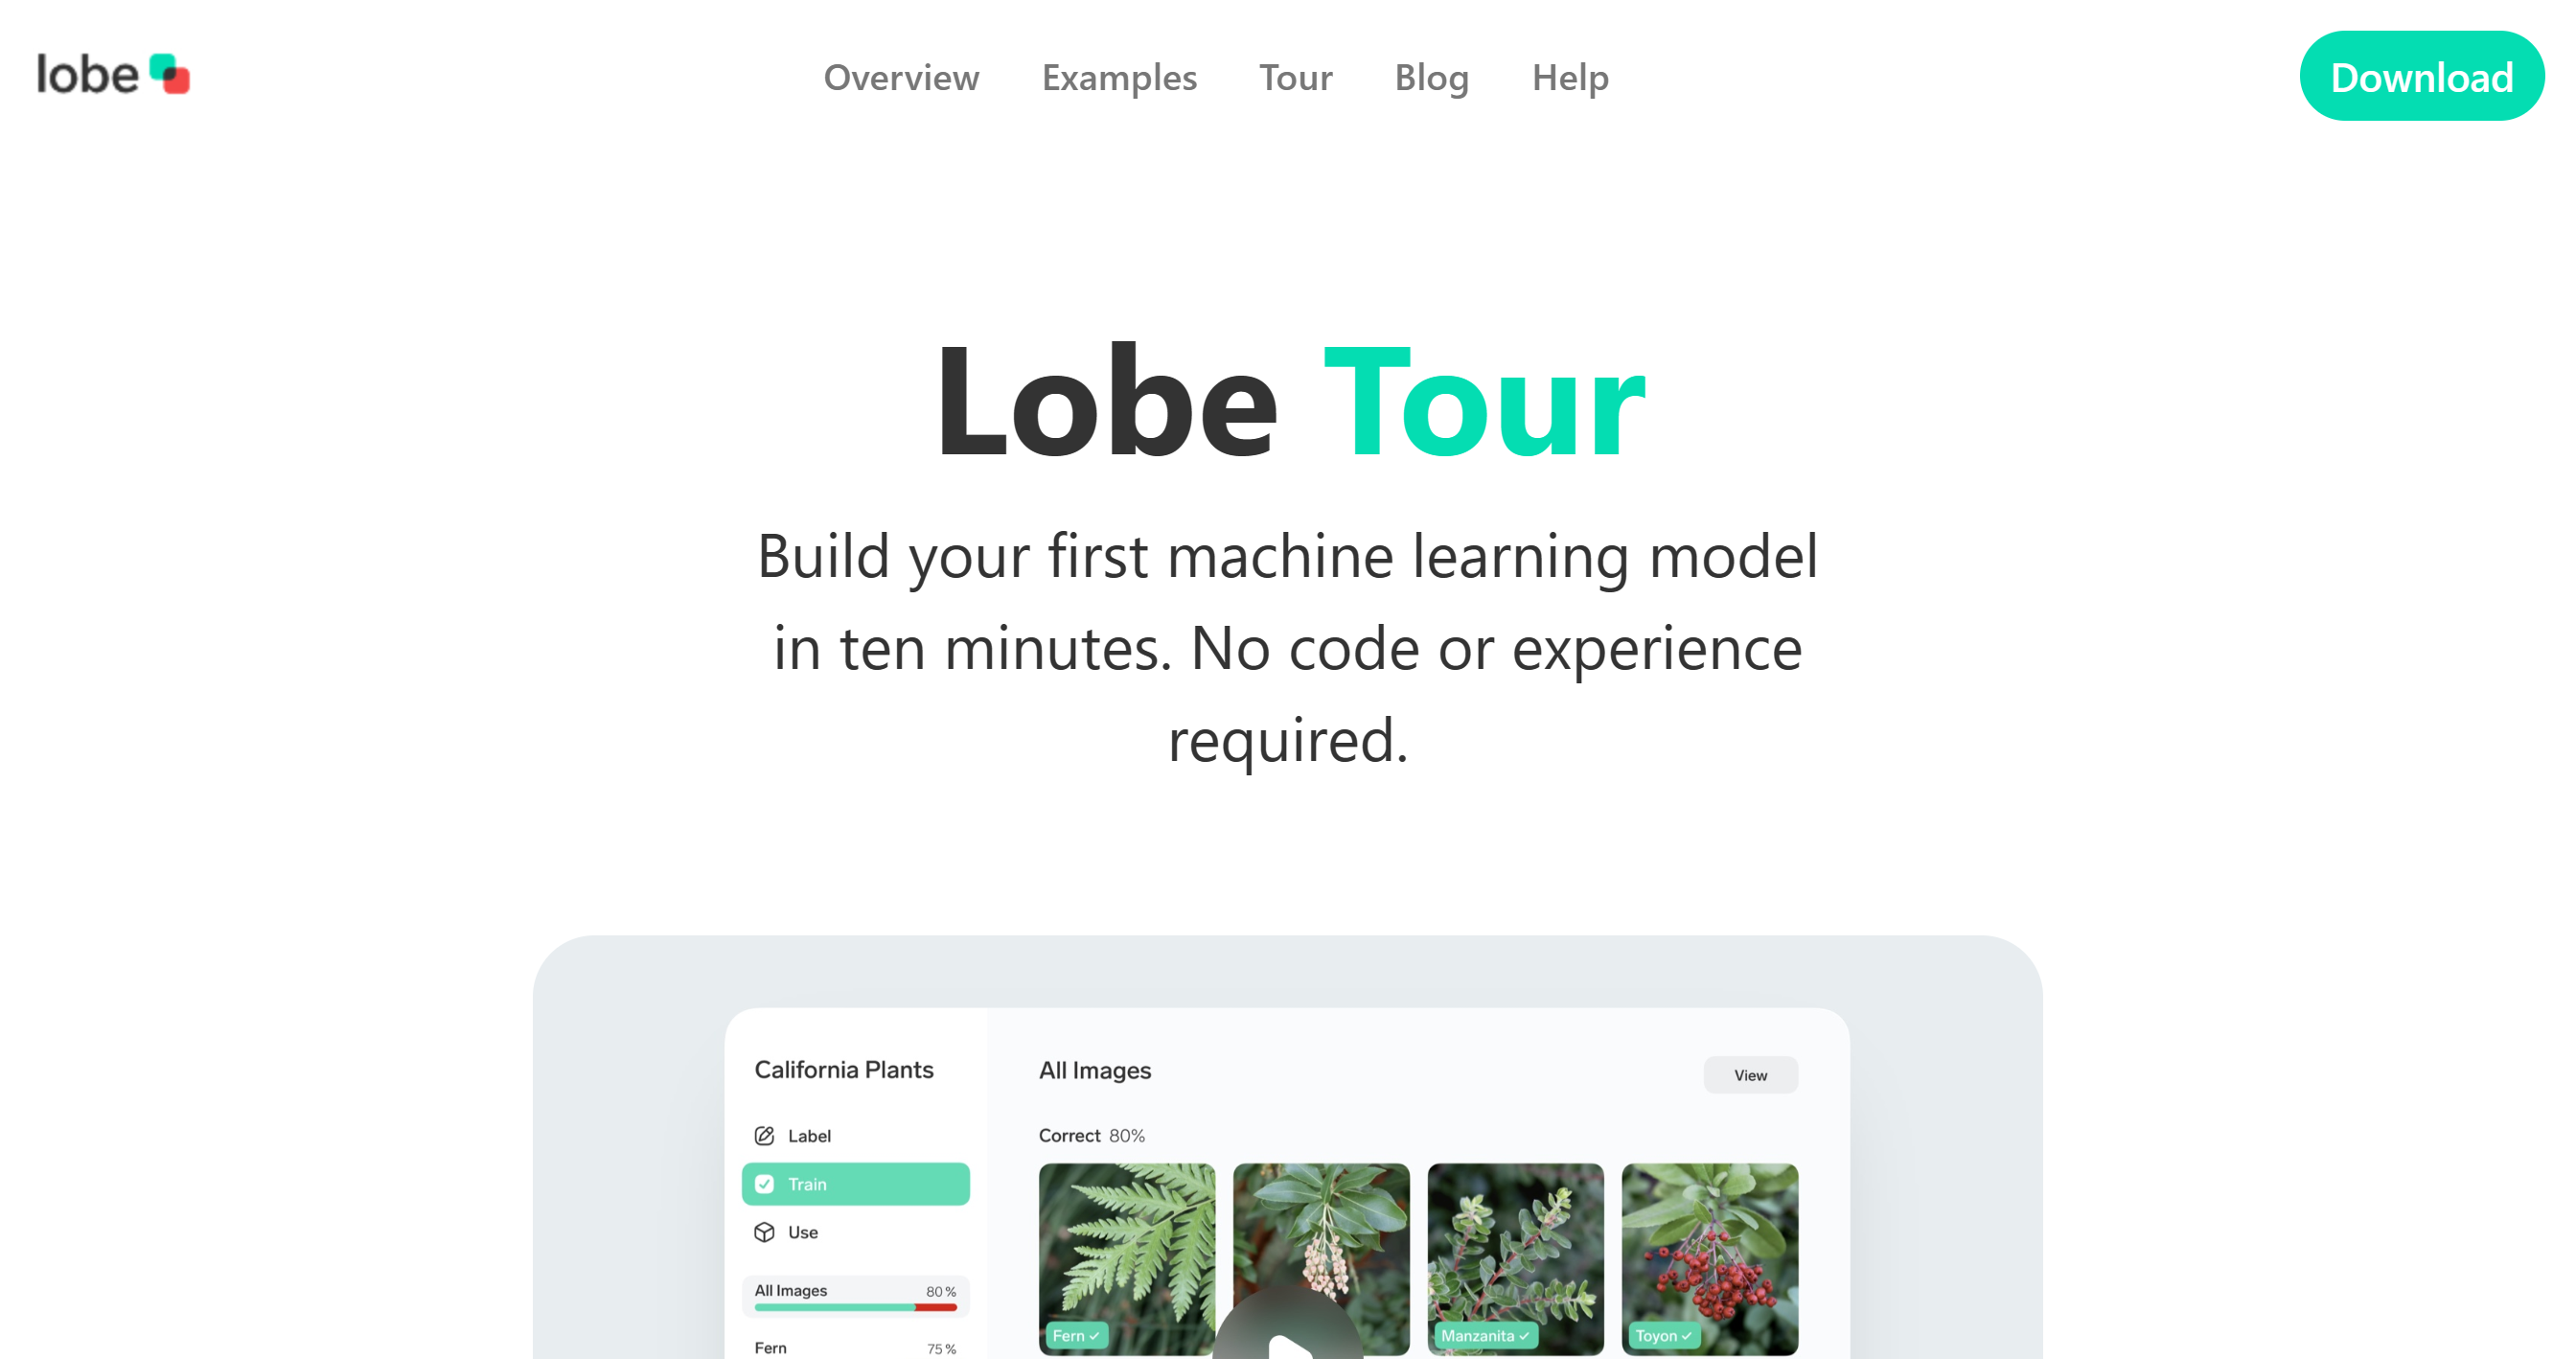 lobe
Overview Examples Tour Blog Help
Download
Lobe Tour
Build your first machine learning model
in ten minutes. No code or experience
required.
California Plants
Label
Train
Use
All Images 80%
Fern 75%
All Images
View
Correct 80%
Fern
Manzanita
Toyon